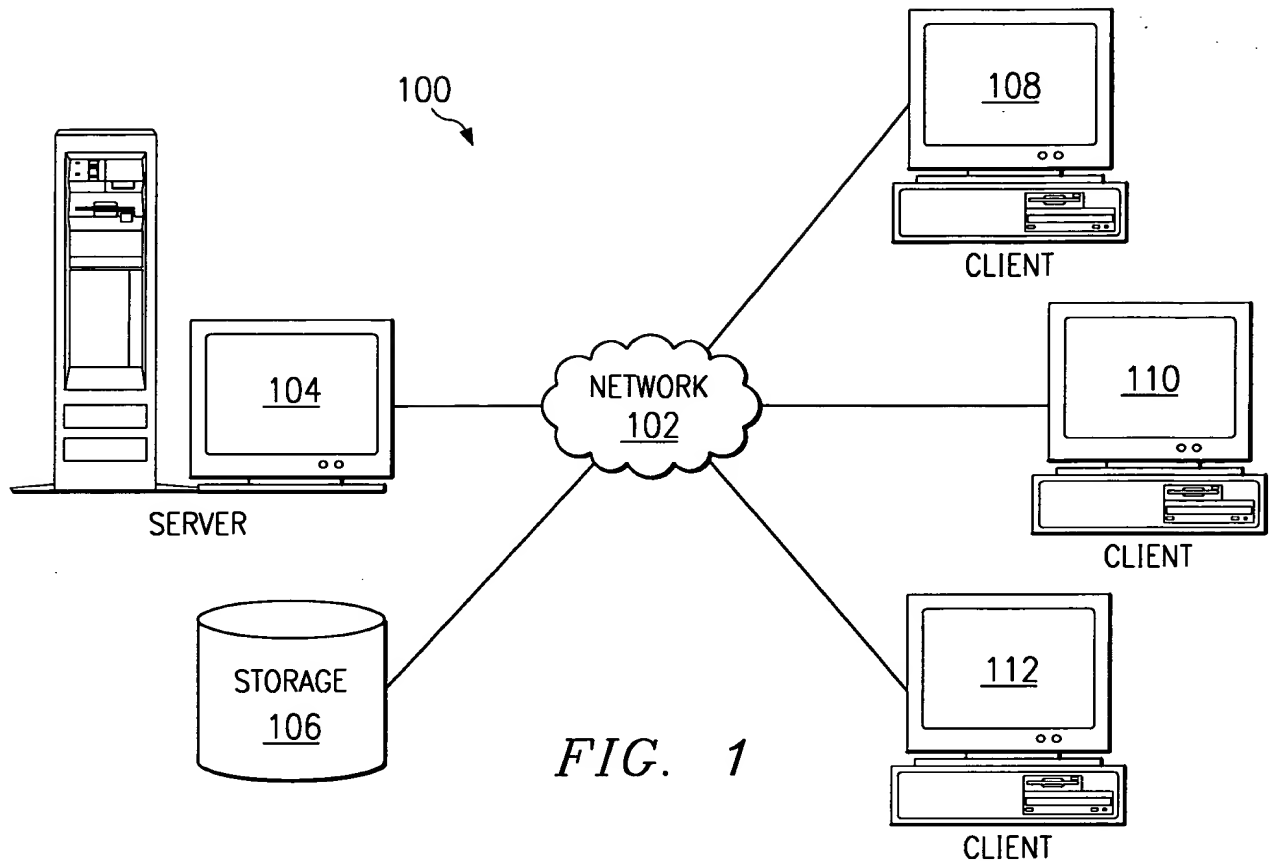 100
108
CLIENT
104
SERVER
NETWORK
102
110
CLIENT
STORAGE
106
112
CLIENT
FIG. 1